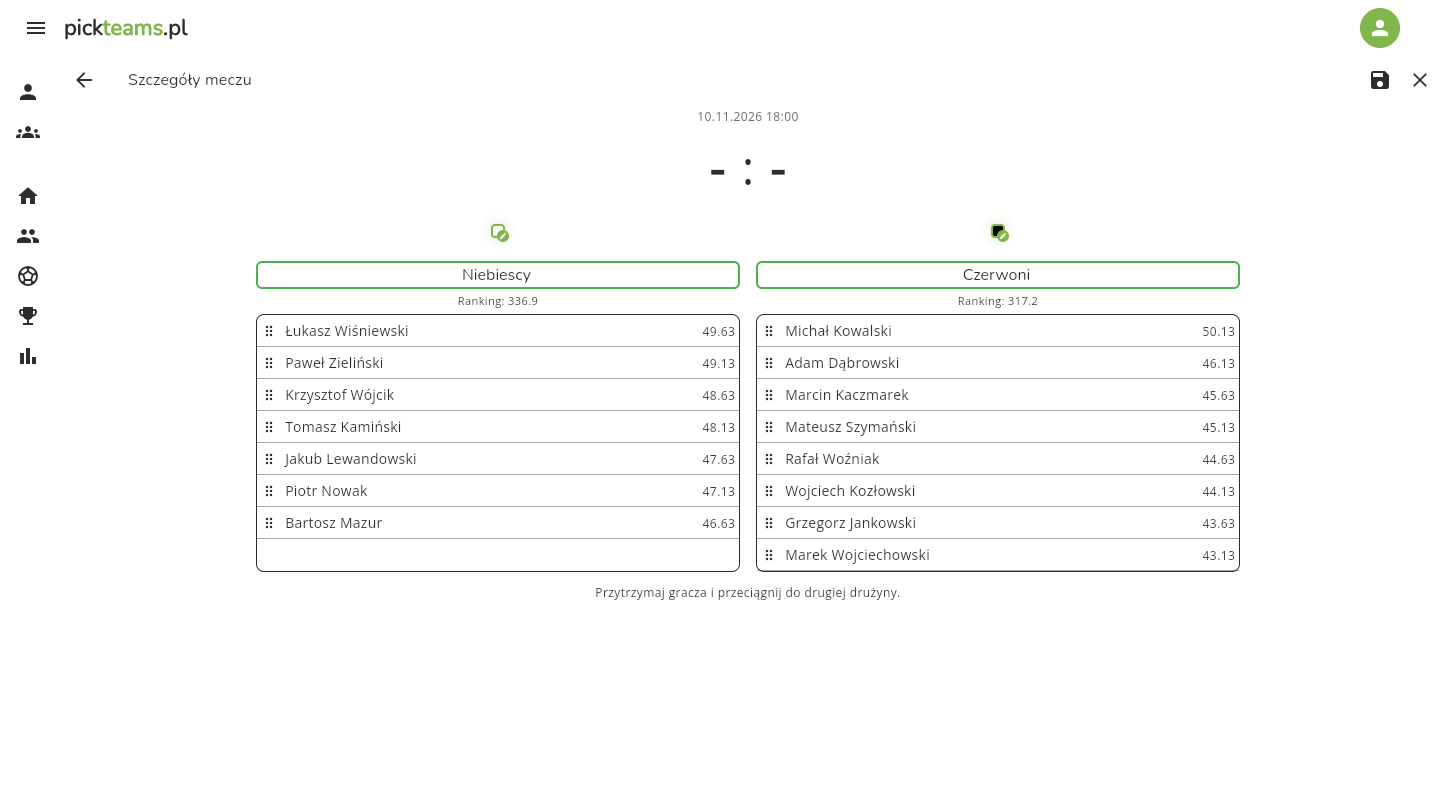 pickteams.pl
Szczegóły meczu
10.11.2026 18:00
- : -
Niebiescy
Ranking: 336.9
Łukasz Wiśniewski 49.63
Paweł Zieliński 49.13
Krzysztof Wójcik 48.63
Tomasz Kamiński 48.13
Jakub Lewandowski 47.63
Piotr Nowak 47.13
Bartosz Mazur 46.63
Czerwoni
Ranking: 317.2
Michał Kowalski 50.13
Adam Dąbrowski 46.13
Marcin Kaczmarek 45.63
Mateusz Szymański 45.13
Rafał Woźniak 44.63
Wojciech Kozłowski 44.13
Grzegorz Jankowski 43.63
Marek Wojciechowski 43.13
Przytrzymaj gracza i przeciągnij do drugiej drużyny.